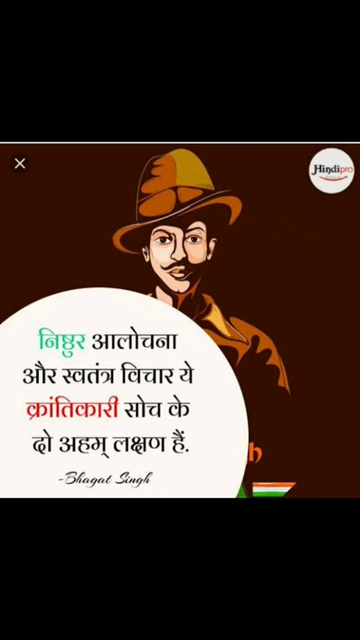 Hindipro
निष्ठुर आलोचना
और स्वतंत्र विचार ये
क्रांतिकारी सोच के
दो अहम् लक्षण हैं.
-Bhagat Singh
h